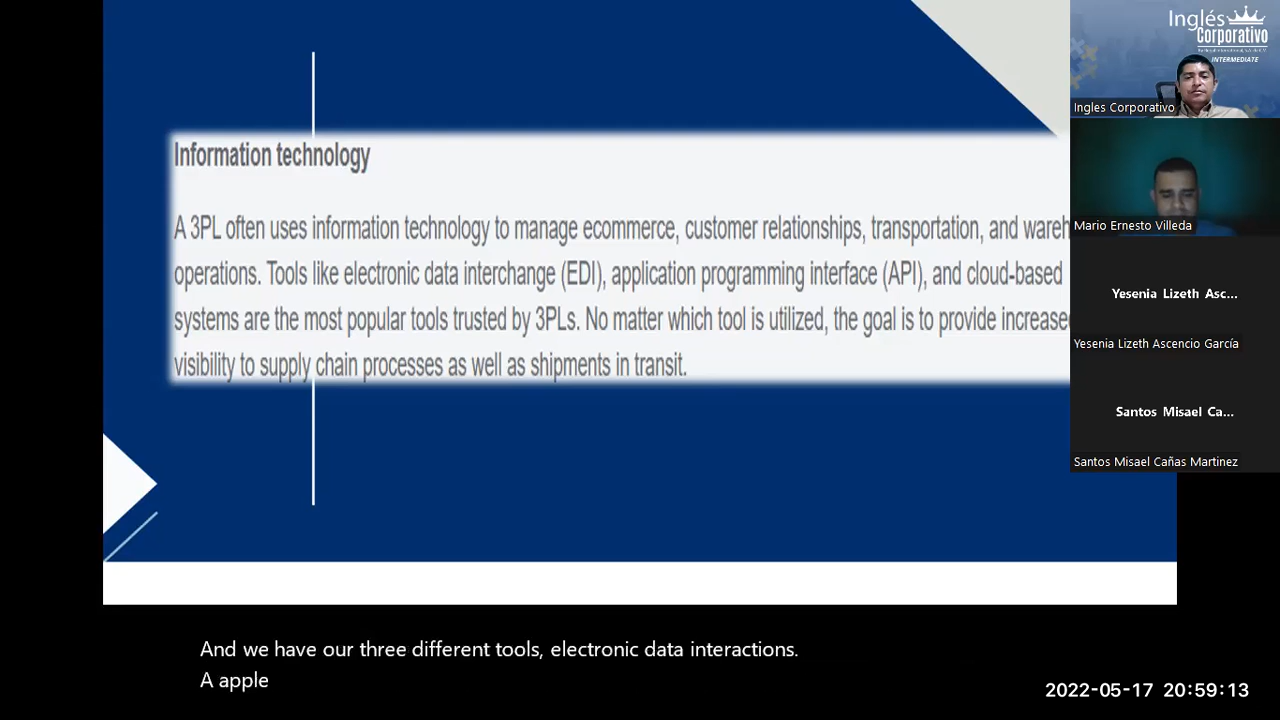 Information technology
A 3PL often uses information technology to manage ecommerce, customer relationships, transportation, and
operations. Tools like electronic data interchange (EDI), application programming interface (API), and cloud-based
systems are the most popular tools trusted by 3PLs. No matter which tool is utilized, the goal is to provide increase
visibility to supply chain processes as well as shipments in transit.
Inglés
Corporativo
INTERMEDIATE
Ingles Corporativo
Mario Ernesto Villeda
Yesenia Lizeth Asc...
Yesenia Lizeth Ascencio García
Santos Misael Ca...
Santos Misael Cañas Martinez
And we have our three different tools, electronic data interactions.
A apple
2022-05-17 20:59:13